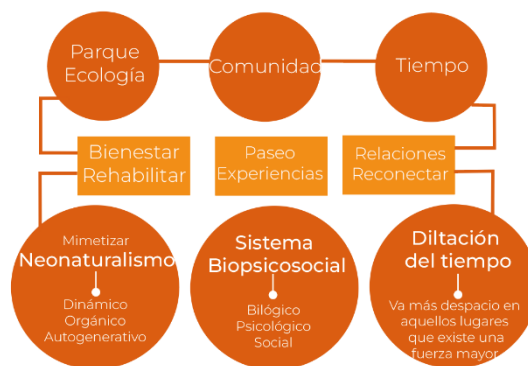 Parque
Ecología
Comunidad
Tiempo
Bienestar
Rehabilitar
Paseo
Experiencias
Relaciones
Reconectar
Mimetizar
Neonaturalismo
Dinámico
Orgánico
Autogenerativo
Sistema
Biopsicosocial
Bilógico
Psicológico
Social
Diltación
del tiempo
Va más despacio en
aquellos lugares
que existe una
fuerza mayor